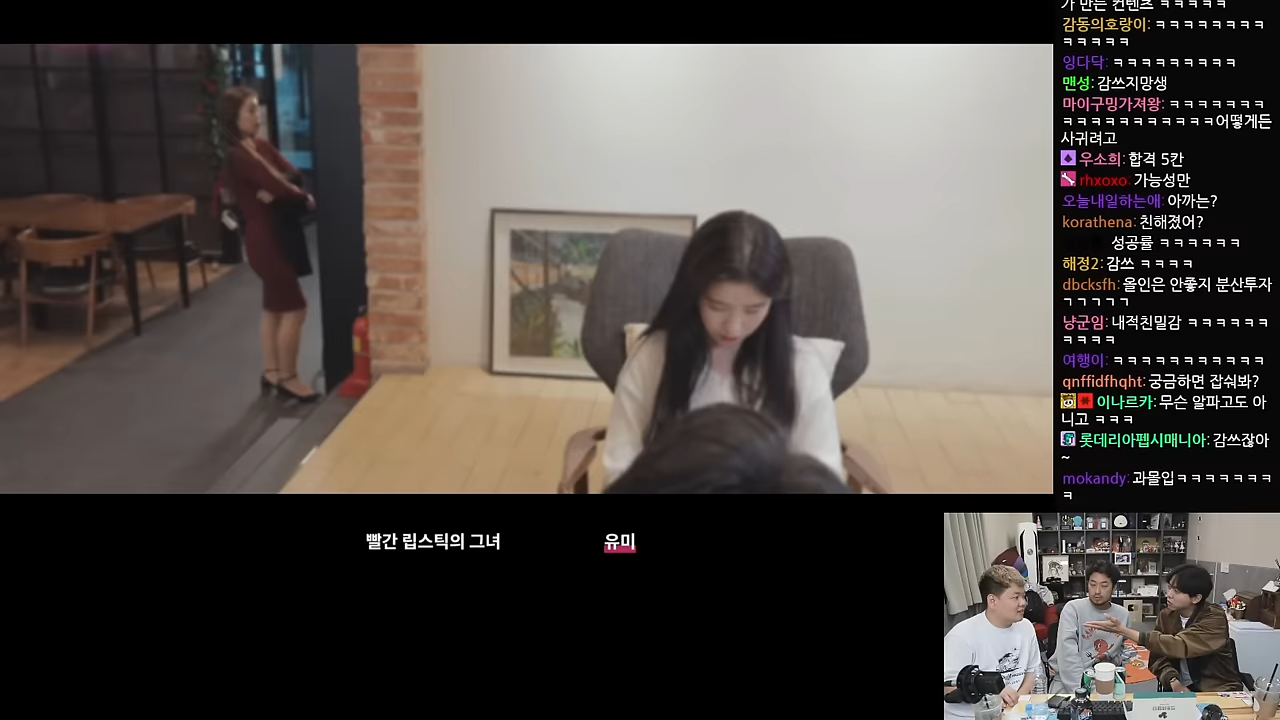 가 만든 컨텐츠 ㅋㅋㅋㅋㅋ
감동의호랑이: ㅋㅋㅋㅋㅋㅋㅋㅋ
ㅋㅋㅋㅋㅋ
잉다닥: ㅋㅋㅋㅋㅋㅋㅋㅋㅋ
맨성: 감쓰지망생
마이구밍가져왕: ㅋㅋㅋㅋㅋㅋㅋ
ㅋㅋㅋㅋㅋㅋㅋㅋㅋㅋㅋ어떻게든
사귀려고
우소희: 합격 5칸
rhxoxo: 가능성만
오늘내일하는애: 아까는?
korathena: 친해졌어?
성공률 ㅋㅋㅋㅋㅋㅋ
해정2: 감쓰 ㅋㅋㅋㅋ
dbcksfh: 올인은 안좋지 분산투자
ㄱㄱㄱㄱㄱ
냥군임: 내적친밀감 ㅋㅋㅋㅋㅋㅋ
ㅋㅋㅋㅋ
여행이: ㅋㅋㅋㅋㅋㅋㅋㅋㅋㅋㅋ
qnffidfhqht: 궁금하면 잡숴봐?
이나르카: 무슨 알파고도 아
니고 ㅋㅋㅋ
롯데리아펩시매니아: 감쓰잖아
~
mokandy: 과몰입ㅋㅋㅋㅋㅋㅋㅋ
ㅋ
빨간 립스틱의 그녀
유미